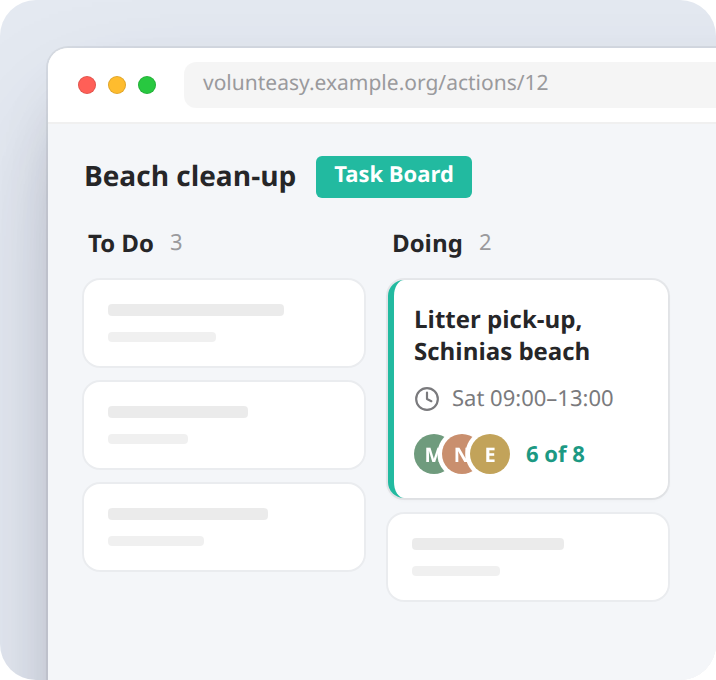 volunteasy.example.org/actions/12
Beach clean-up
Task Board
To Do 3
Doing 2
Litter pick-up,
Schinias beach
Sat 09:00–13:00
M N E 6 of 8